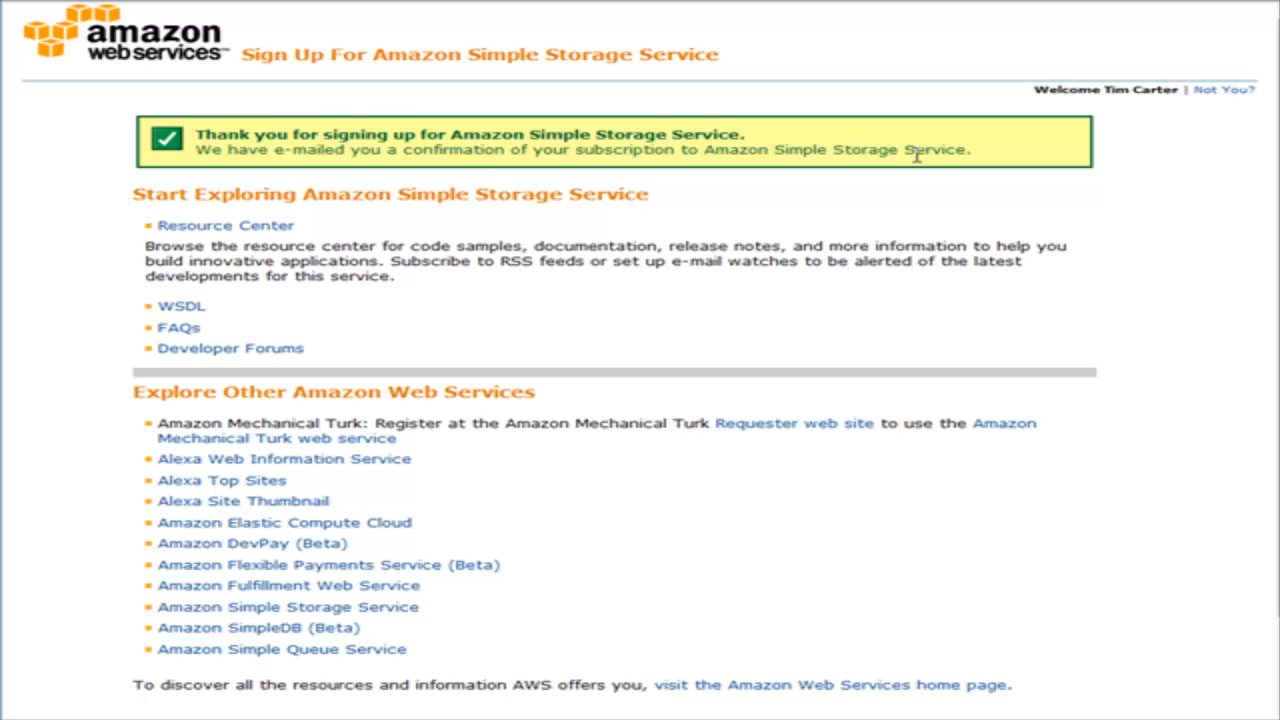 amazon
webservices™
Sign Up For Amazon Simple Storage Service
Welcome Tim Carter | Not You?
Thank you for signing up for Amazon Simple Storage Service.
We have e-mailed you a confirmation of your subscription to Amazon Simple Storage Service.
Start Exploring Amazon Simple Storage Service
Resource Center
Browse the resource center for code samples, documentation, release notes, and more information to help you
build innovative applications. Subscribe to RSS feeds or set up e-mail watches to be alerted of the latest
developments for this service.
WSDL
FAQs
Developer Forums
Explore Other Amazon Web Services
Amazon Mechanical Turk: Register at the Amazon Mechanical Turk Requester web site to use the Amazon
Mechanical Turk web service
Alexa Web Information Service
Alexa Top Sites
Alexa Site Thumbnail
Amazon Elastic Compute Cloud
Amazon DevPay (Beta)
Amazon Flexible Payments Service (Beta)
Amazon Fulfillment Web Service
Amazon Simple Storage Service
Amazon SimpleDB (Beta)
Amazon Simple Queue Service
To discover all the resources and information AWS offers you, visit the Amazon Web Services home page.